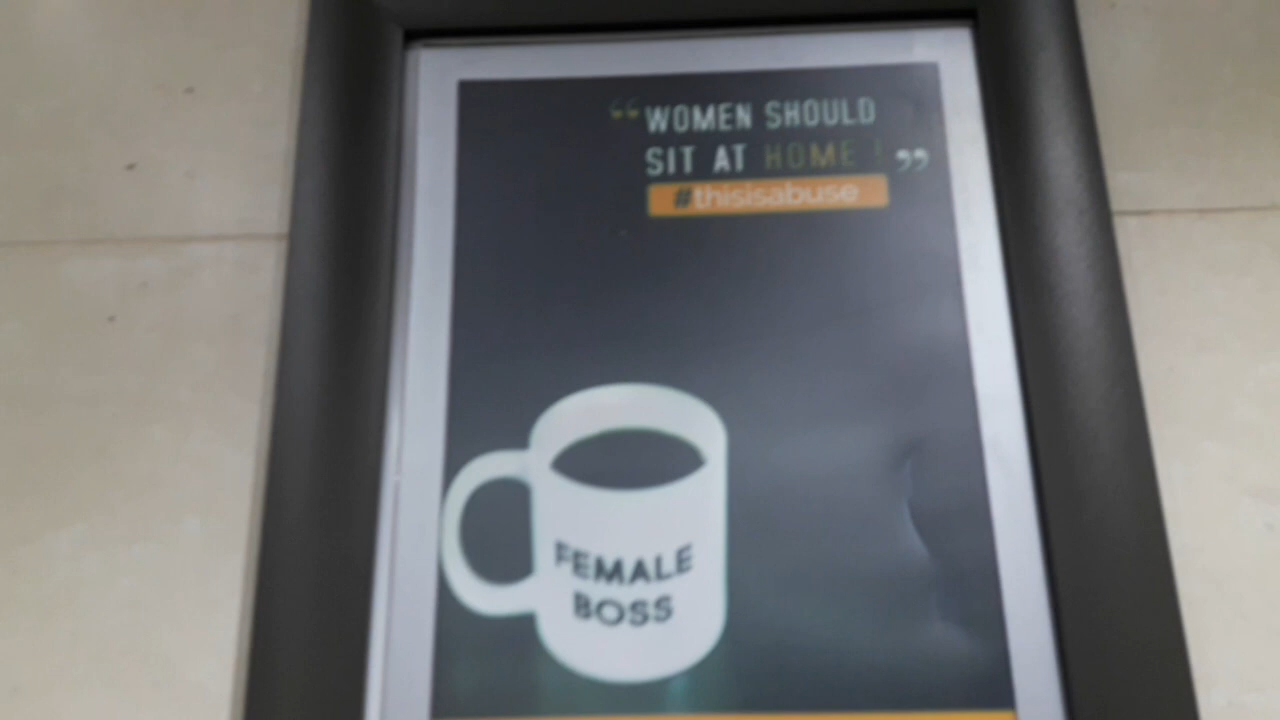 “WOMEN SHOULD
SIT AT HOME !”
#thisisabuse
FEMALE
BOSS